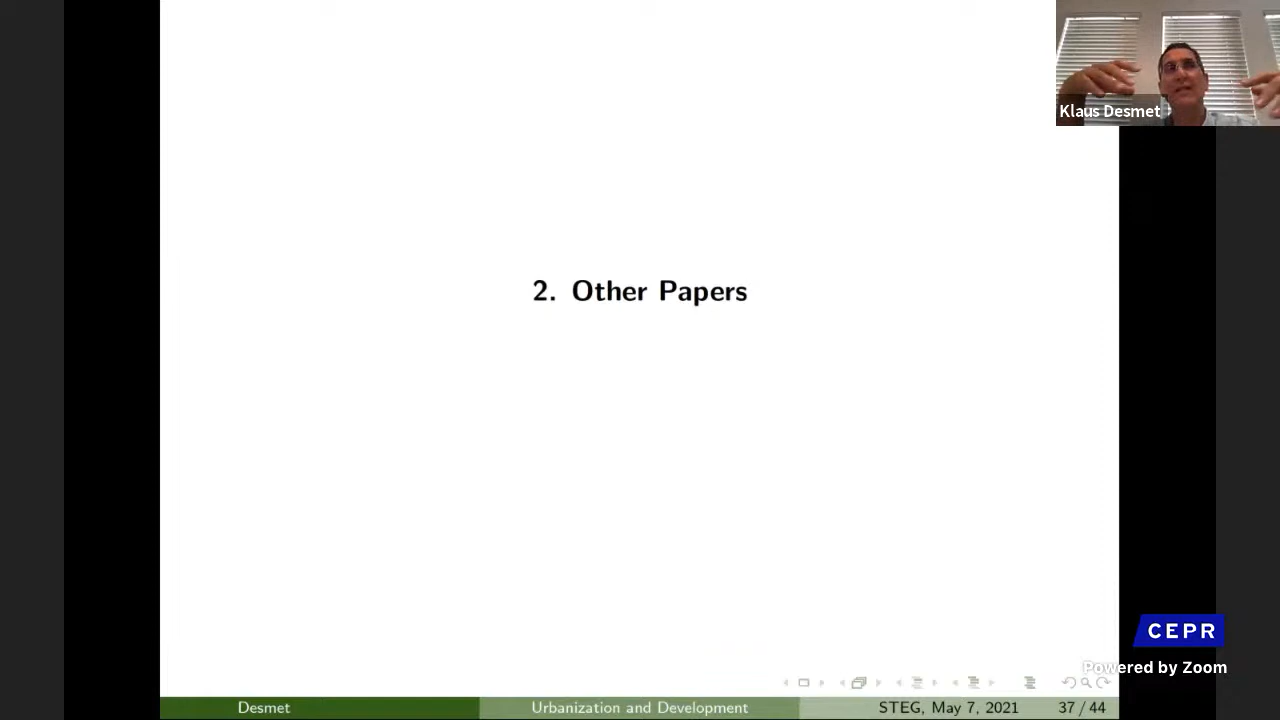 Klaus Desmet
2. Other Papers
CEPR
Powered by Zoom
Desmet
Urbanization and Development
STEG, May 7, 2021
37 / 44